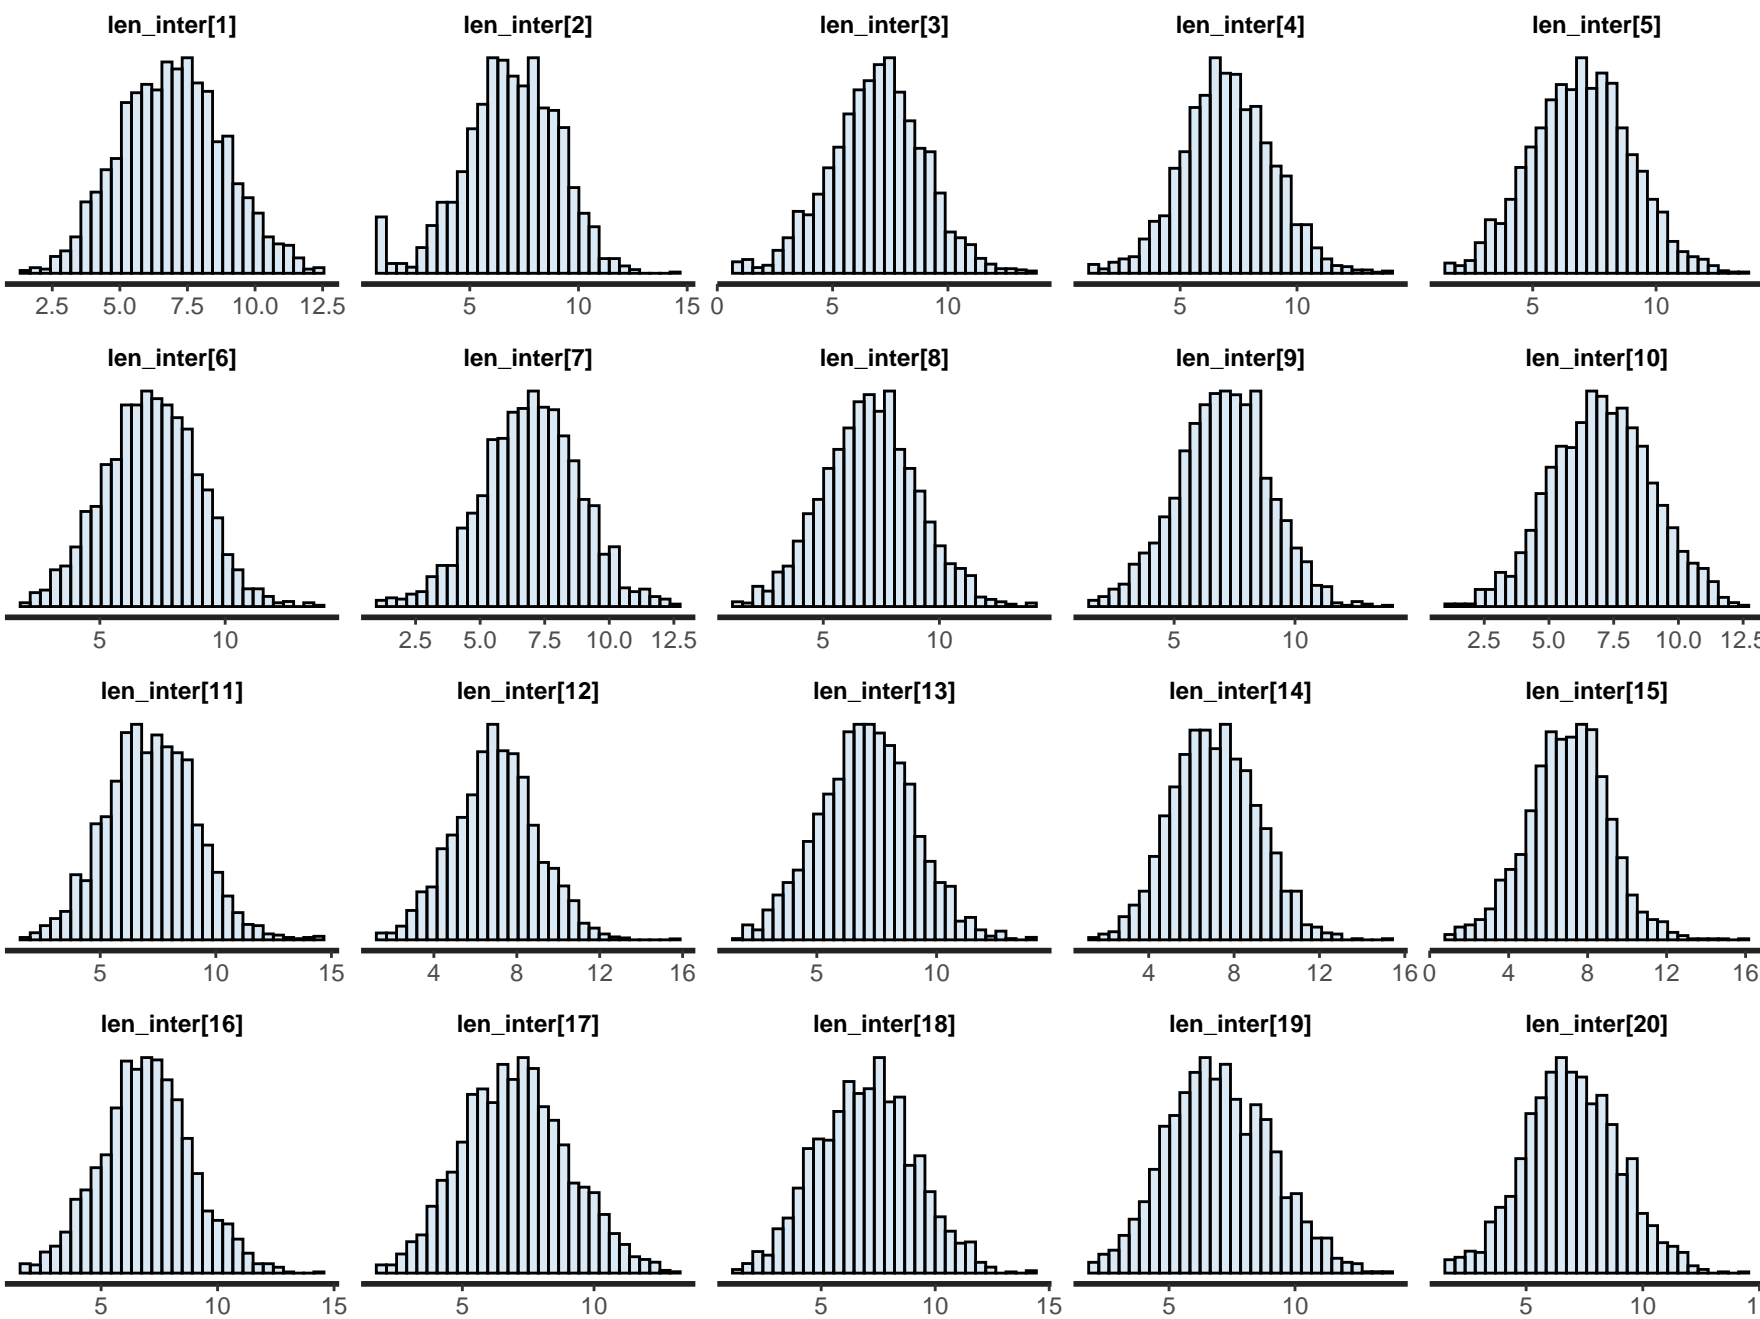 len_inter[1] len_inter[2] len_inter[3] len_inter[4] len_inter[5]
2.5 5.0 7.5 10.0 12.5 5 10 15 0 5 10 5 10 5 10
len_inter[6] len_inter[7] len_inter[8] len_inter[9] len_inter[10]
5 10 2.5 5.0 7.5 10.0 12.5 5 10 5 10 2.5 5.0 7.5 10.0 12.5
len_inter[11] len_inter[12] len_inter[13] len_inter[14] len_inter[15]
5 10 15 4 8 12 16 5 10 4 8 12 16 0 4 8 12 16
len_inter[16] len_inter[17] len_inter[18] len_inter[19] len_inter[20]
5 10 15 5 10 5 10 15 5 10 5 10 1